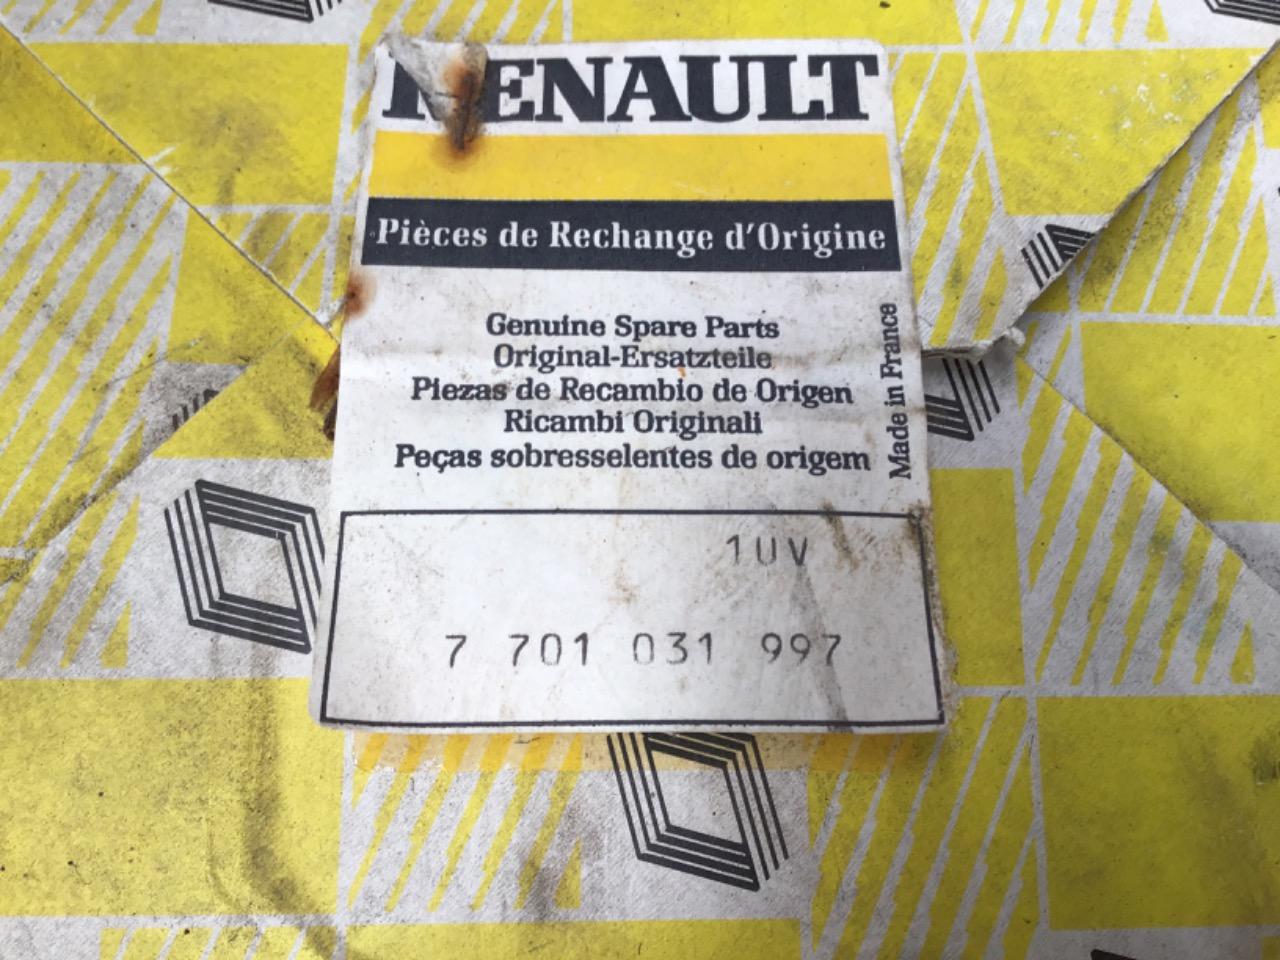 RENAULT
Pièces de Rechange d'Origine
Genuine Spare Parts
Original-Ersatzteile
Piezas de Recambio de Origen
Ricambi Originali
Peças sobresselentes de origem
Made in France
1UV
7 701 031 997